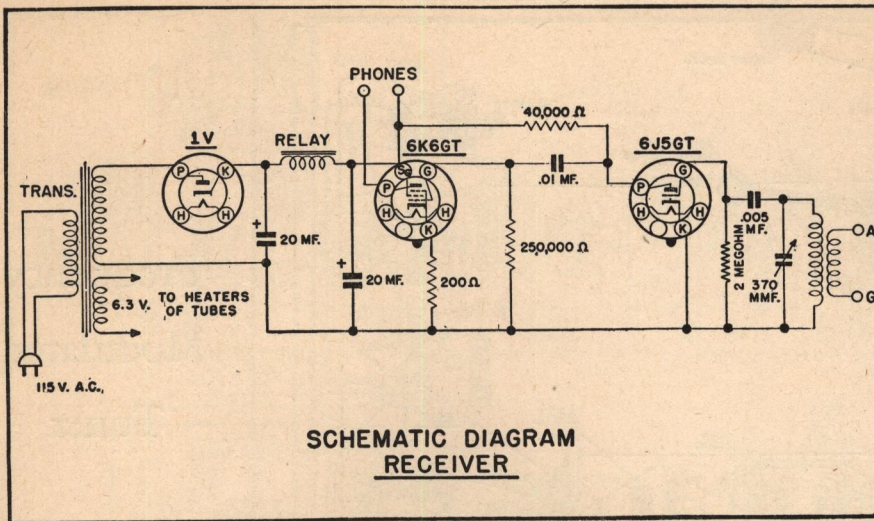 PHONES
40,000 Ω
1V
RELAY
6K6GT
6J5GT
TRANS.
P
K
H
H
SG
G
P
H
H
K
.01 MF.
P
G
H
H
K
+
20 MF.
+
20 MF.
200Ω
250,000 Ω
2 MEGOHM
.005
MF.
370
MMF.
A
G
6.3 V.
TO HEATERS
OF TUBES
115 V. A.C.,
SCHEMATIC DIAGRAM
RECEIVER